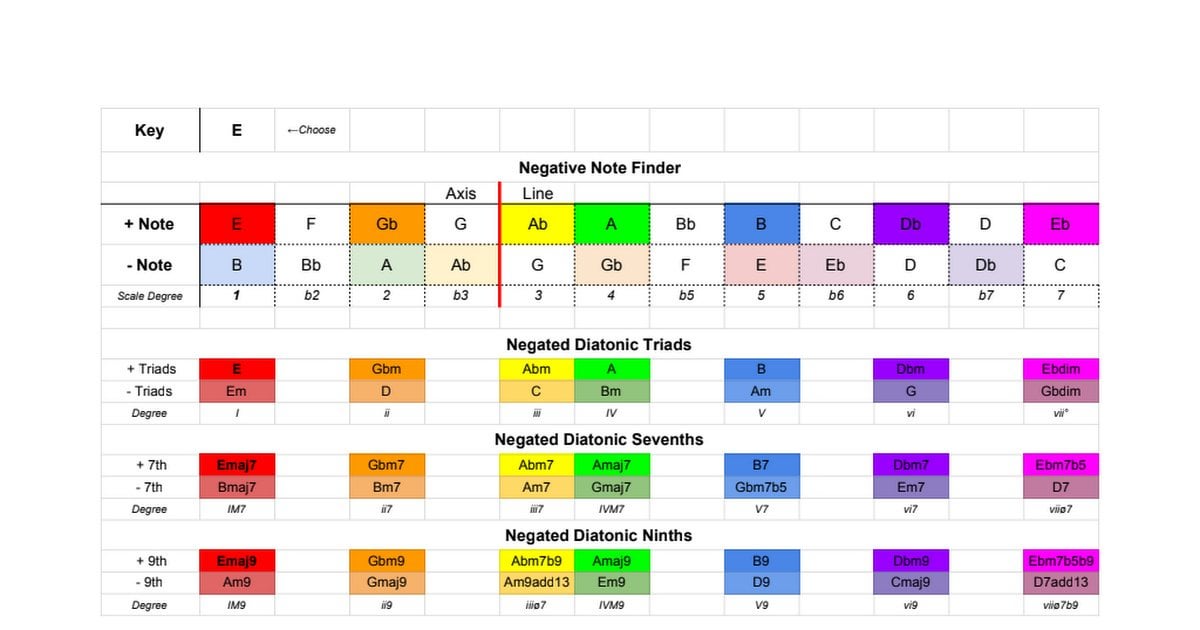 Key E ←Choose
Negative Note Finder
Axis Line
+ Note E F Gb G Ab A Bb B C Db D Eb
- Note B Bb A Ab G Gb F E Eb D Db C
Scale Degree 1 b2 2 b3 3 4 b5 5 b6 6 b7 7
Negated Diatonic Triads
+ Triads E Gbm Abm A B Dbm Ebdim
- Triads Em D C Bm Am G Gbdim
Degree I ii iii IV V vi vii°
Negated Diatonic Sevenths
+ 7th Emaj7 Gbm7 Abm7 Amaj7 B7 Dbm7 Ebm7b5
- 7th Bmaj7 Bm7 Am7 Gmaj7 Gbm7b5 Em7 D7
Degree IM7 ii7 iii7 IVM7 V7 vi7 viiø7
Negated Diatonic Ninths
+ 9th Emaj9 Gbm9 Abm7b9 Amaj9 B9 Dbm9 Ebm7b5b9
- 9th Am9 Gmaj9 Am9add13 Em9 D9 Cmaj9 D7add13
Degree IM9 ii9 iiiø7 IVM9 V9 vi9 viiø7b9